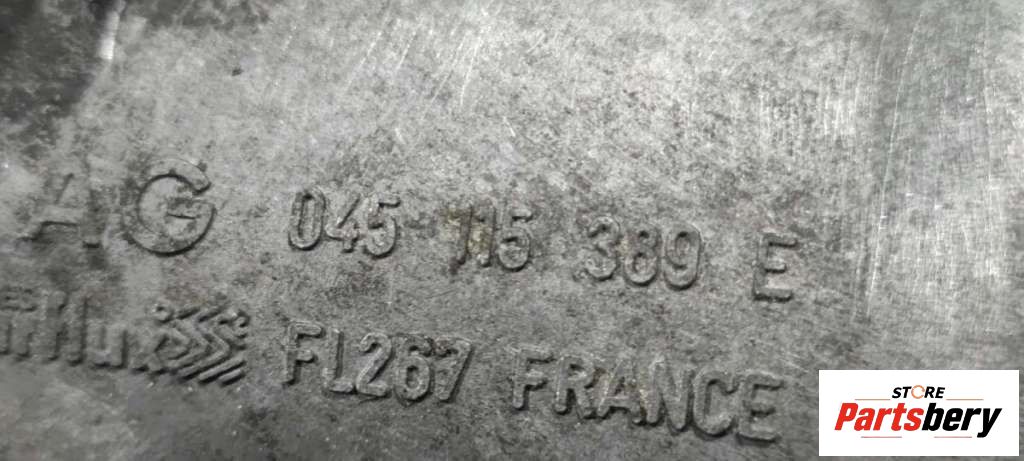 AG 045 115 389 E
FL267 FRANCE
STORE
Partsbery